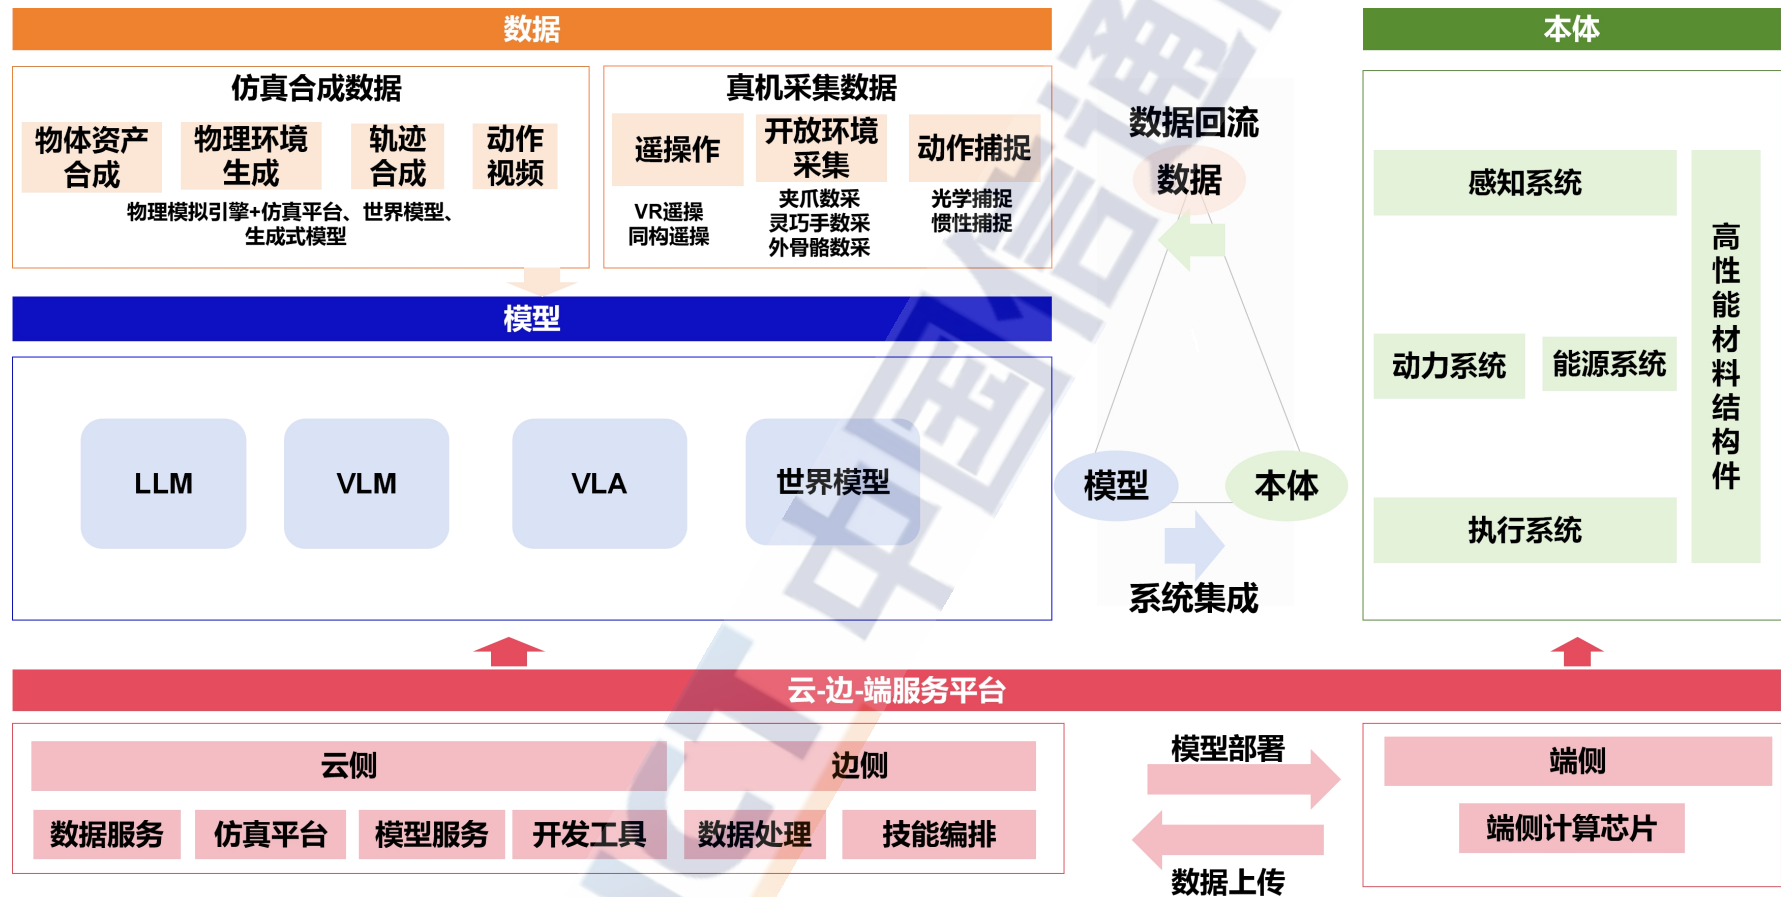 数据
仿真合成数据
物体资产
合成
物理环境
生成
轨迹
合成
动作
视频
物理模拟引擎+仿真平台、世界模型、
生成式模型
真机采集数据
遥操作
VR遥操
同构遥操
开放环境
采集
夹爪数采
灵巧手数采
外骨骼数采
动作捕捉
光学捕捉
惯性捕捉
模型
LLM
VLM
VLA
世界模型
数据回流
数据
模型
本体
系统集成
本体
感知系统
动力系统
能源系统
执行系统
高性能材料结构件
云-边-端服务平台
云侧
数据服务
仿真平台
模型服务
开发工具
边侧
数据处理
技能编排
模型部署
数据上传
端侧
端侧计算芯片
ICT 中国信通